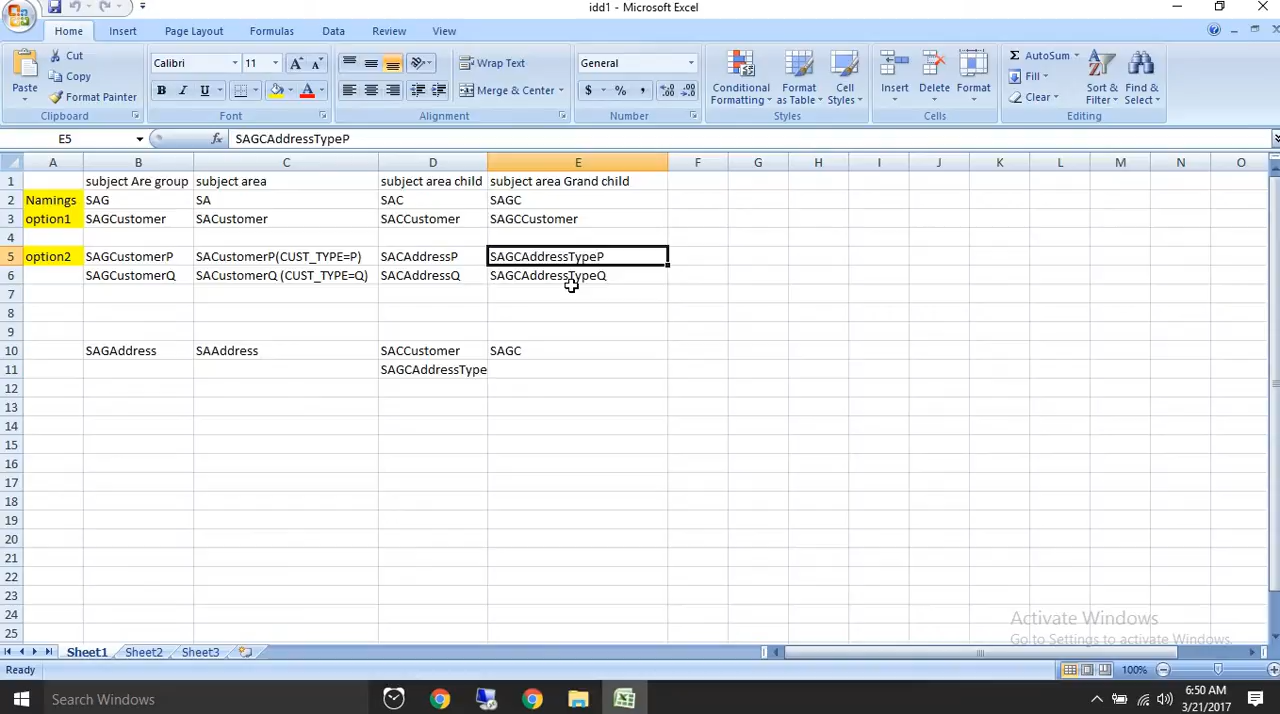 idd1 - Microsoft Excel
Home Insert Page Layout Formulas Data Review View
Cut
Copy
Format Painter
Paste
Clipboard
Calibri 11
B I U
Font
Wrap Text
Merge & Center
Alignment
General
$ % ,
Number
Conditional Formatting
Format as Table
Cell Styles
Styles
Insert Delete Format
Cells
AutoSum
Fill
Clear
Sort & Filter
Find & Select
Editing
E5 fx SAGCAddressTypeP
A B C D E F G H I J K L M N O
1 subject Are group subject area subject area child subject area Grand child
2 Namings SAG SA SAC SAGC
3 option1 SAGCustomer SACustomer SACCustomer SAGCCustomer
4
5 option2 SAGCustomerP SACustomerP(CUST_TYPE=P) SACAddressP SAGCAddressTypeP
6 SAGCustomerQ SACustomerQ (CUST_TYPE=Q) SACAddressQ SAGCAddressTypeQ
7
8
9
10 SAGAddress SAAddress SACCustomer SAGC
11 SAGCAddressType
12
13
14
15
16
17
18
19
20
21
22
23
24
25
Activate Windows
Go to Settings to activate Windows.
Sheet1 Sheet2 Sheet3
Ready 100%
Search Windows
6:50 AM
3/21/2017